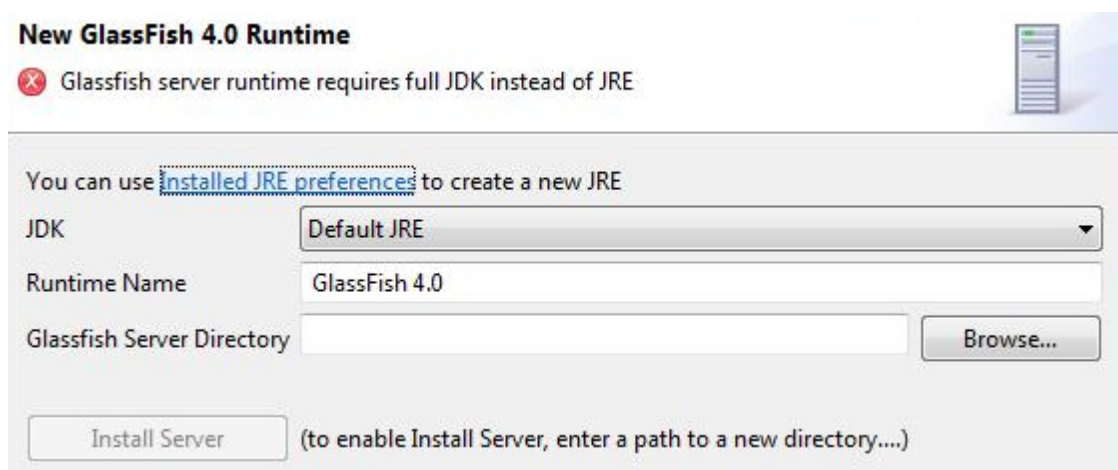 New GlassFish 4.0 Runtime
Glassfish server runtime requires full JDK instead of JRE
You can use Installed JRE preferences to create a new JRE
JDK Default JRE
Runtime Name GlassFish 4.0
Glassfish Server Directory Browse...
Install Server (to enable Install Server, enter a path to a new directory....)